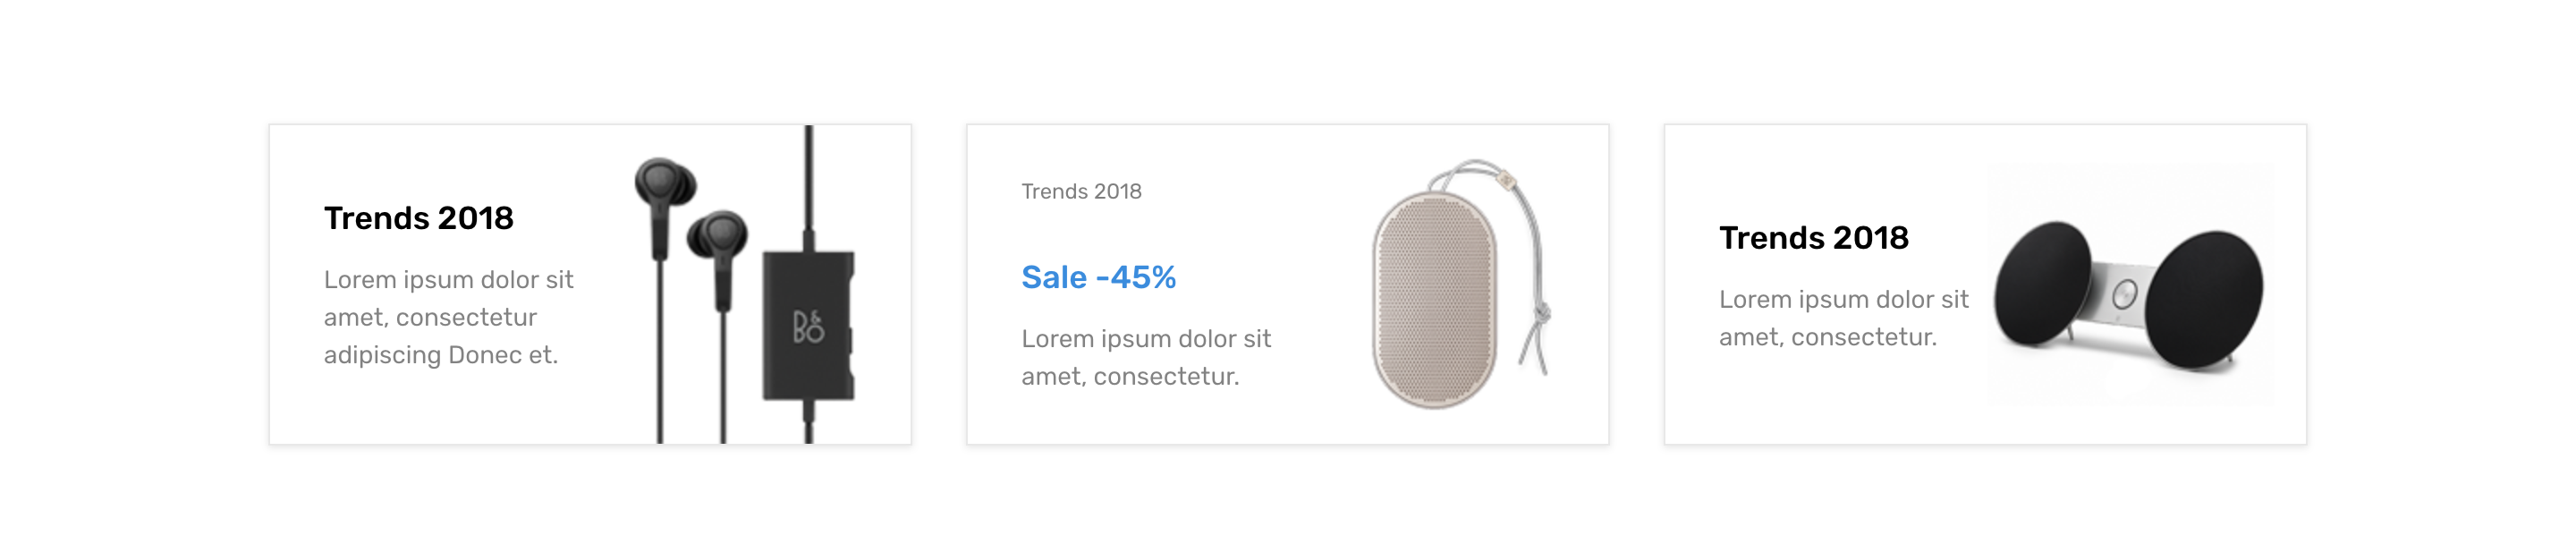 Trends 2018
Lorem ipsum dolor sit
amet, consectetur
adipiscing Donec et.
B&O
Trends 2018
Sale -45%
Lorem ipsum dolor sit
amet, consectetur.
Trends 2018
Lorem ipsum dolor sit
amet, consectetur.